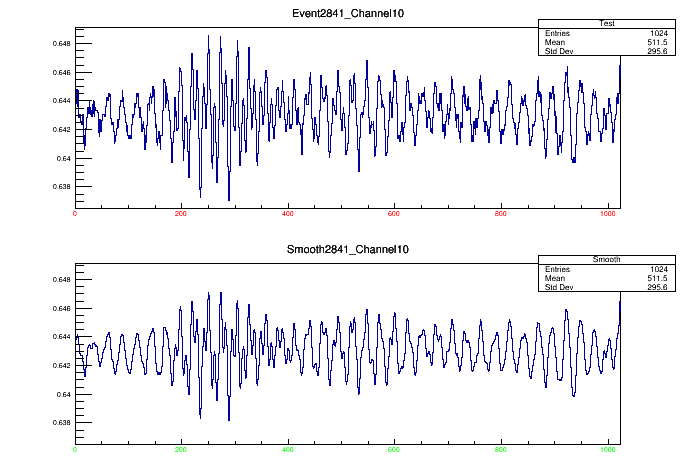 Event2841_Channel10
Test
Entries 1024
Mean 511.5
Std Dev 295.6
0.648
0.646
0.644
0.642
0.64
0.638
0 200 400 600 800 1000
Smooth2841_Channel10
Smooth
Entries 1024
Mean 511.5
Std Dev 295.6
0.648
0.646
0.644
0.642
0.64
0.638
0 200 400 600 800 1000